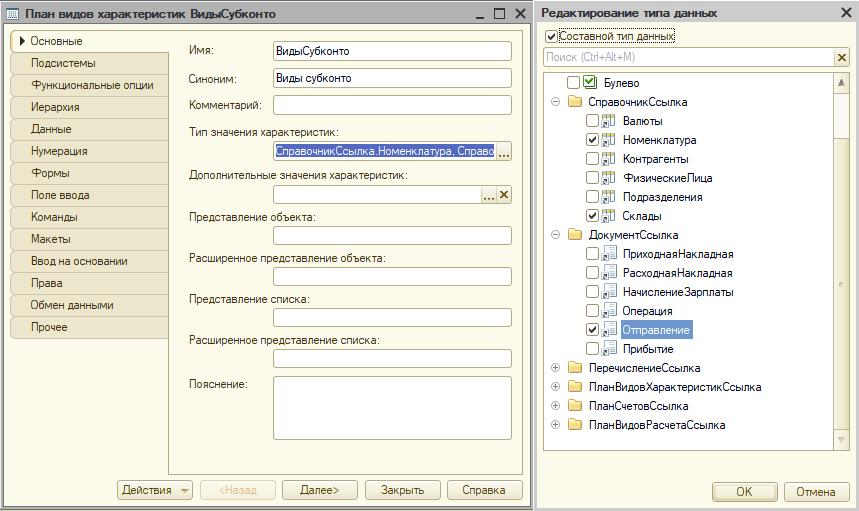 План видов характеристик ВидыСубконто
Основные
Подсистемы
Функциональные опции
Иерархия
Данные
Нумерация
Формы
Поле ввода
Команды
Макеты
Ввод на основании
Права
Обмен данными
Прочее
Имя:
ВидыСубконто
Синоним:
Виды субконто
Комментарий:
Тип значения характеристик:
СправочникСсылка.Номенклатура, Справо
...
Дополнительные значения характеристик:
...
Представление объекта:
Расширенное представление объекта:
Представление списка:
Расширенное представление списка:
Пояснение:
Действия
<Назад
Далее>
Закрыть
Справка
Редактирование типа данных
Составной тип данных
Поиск (Ctrl+Alt+M)
Булево
СправочникСсылка
Валюты
Номенклатура
Контрагенты
ФизическиеЛица
Подразделения
Склады
ДокументСсылка
ПриходнаяНакладная
РасходнаяНакладная
НачислениеЗарплаты
Операция
Отправление
Прибытие
ПеречислениеСсылка
ПланВидовХарактеристикСсылка
ПланСчетовСсылка
ПланВидовРасчетаСсылка
OK
Отмена